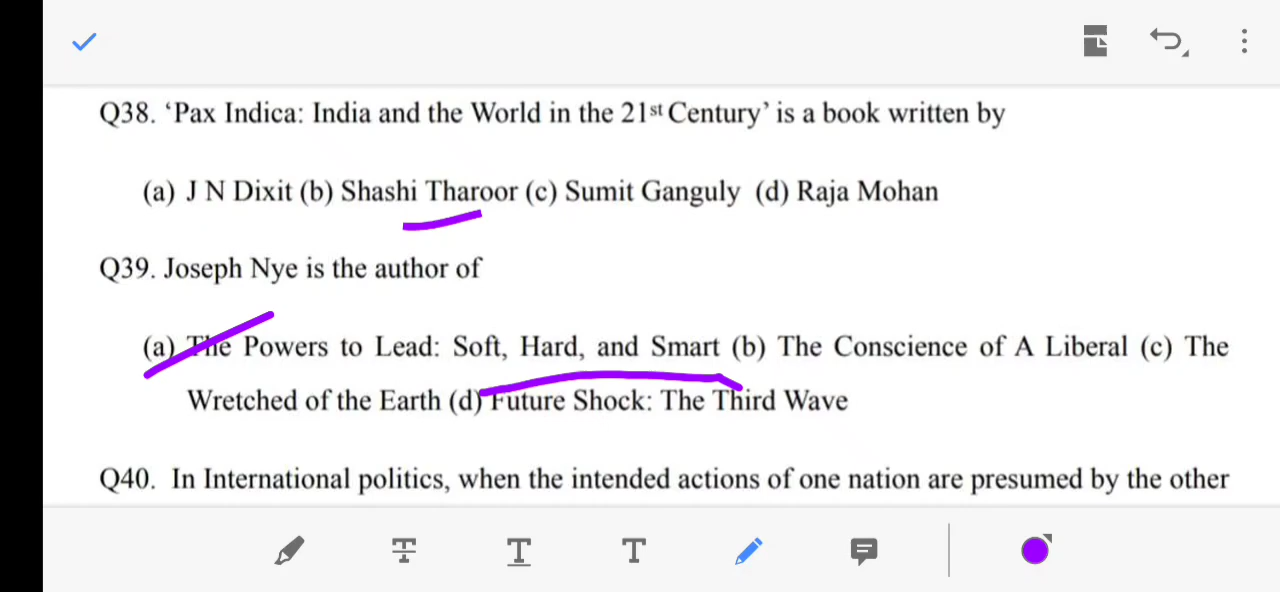 Q38. ‘Pax Indica: India and the World in the 21st Century’ is a book written by
(a) J N Dixit (b) Shashi Tharoor (c) Sumit Ganguly (d) Raja Mohan
Q39. Joseph Nye is the author of
(a) The Powers to Lead: Soft, Hard, and Smart (b) The Conscience of A Liberal (c) The
Wretched of the Earth (d) Future Shock: The Third Wave
Q40. In International politics, when the intended actions of one nation are presumed by the other